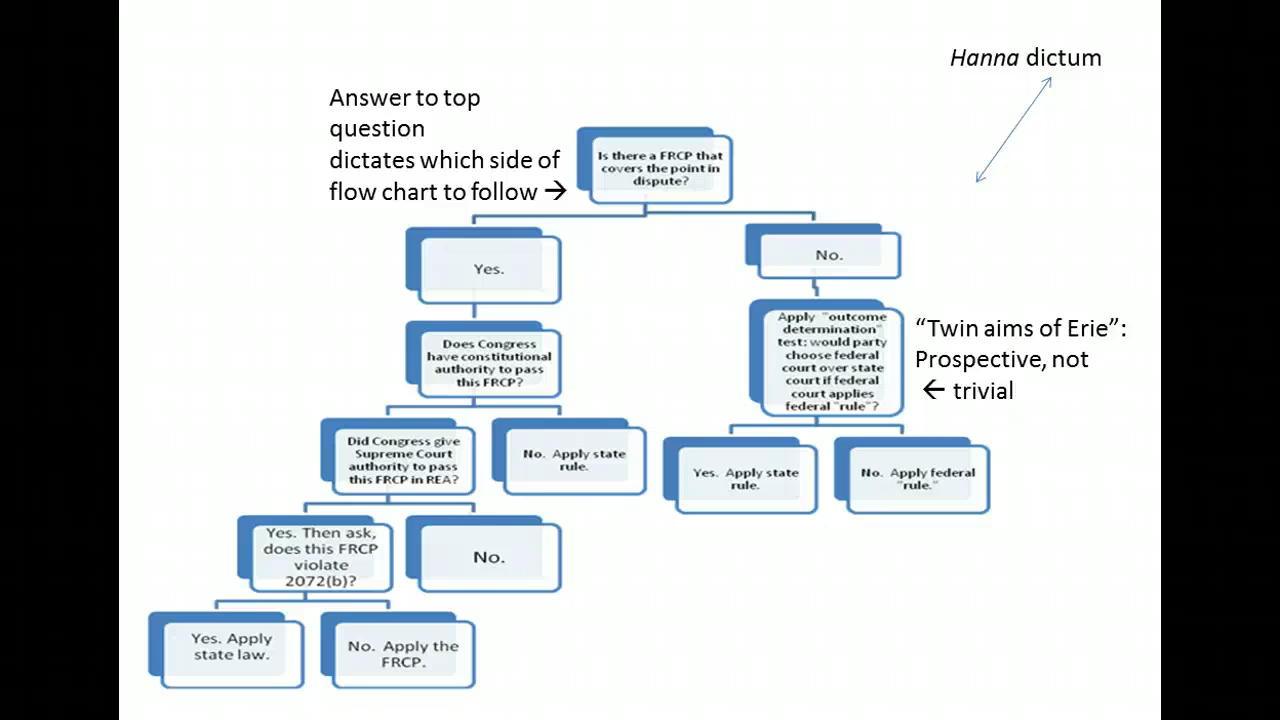 Hanna dictum
Answer to top
question
dictates which side of
flow chart to follow →
Is there a FRCP that
covers the point in
dispute?
Yes.
No.
Does Congress
have constitutional
authority to pass
this FRCP?
Apply "outcome
determination"
test: would party
choose federal
court over state
court if federal
court applies
federal "rule"?
"Twin aims of Erie":
Prospective, not
← trivial
Did Congress give
Supreme Court
authority to pass
this FRCP in REA?
No. Apply state
rule.
Yes. Apply state
rule.
No. Apply federal
"rule."
Yes. Then ask,
does this FRCP
violate
2072(b)?
No.
Yes. Apply
state law.
No. Apply the
FRCP.